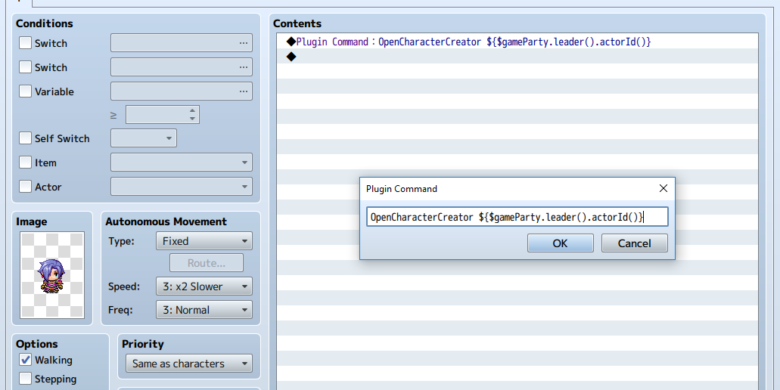 Conditions
Switch
...
Switch
...
Variable
...
≥
Self Switch
Item
Actor
Image
Autonomous Movement
Type:
Fixed
Route...
Speed:
3: x2 Slower
Freq:
3: Normal
Options
Walking
Stepping
Priority
Same as characters
Contents
◆Plugin Command：OpenCharacterCreator ${$gameParty.leader().actorId()}
◆
Plugin Command
OpenCharacterCreator ${$gameParty.leader().actorId()}
OK
Cancel